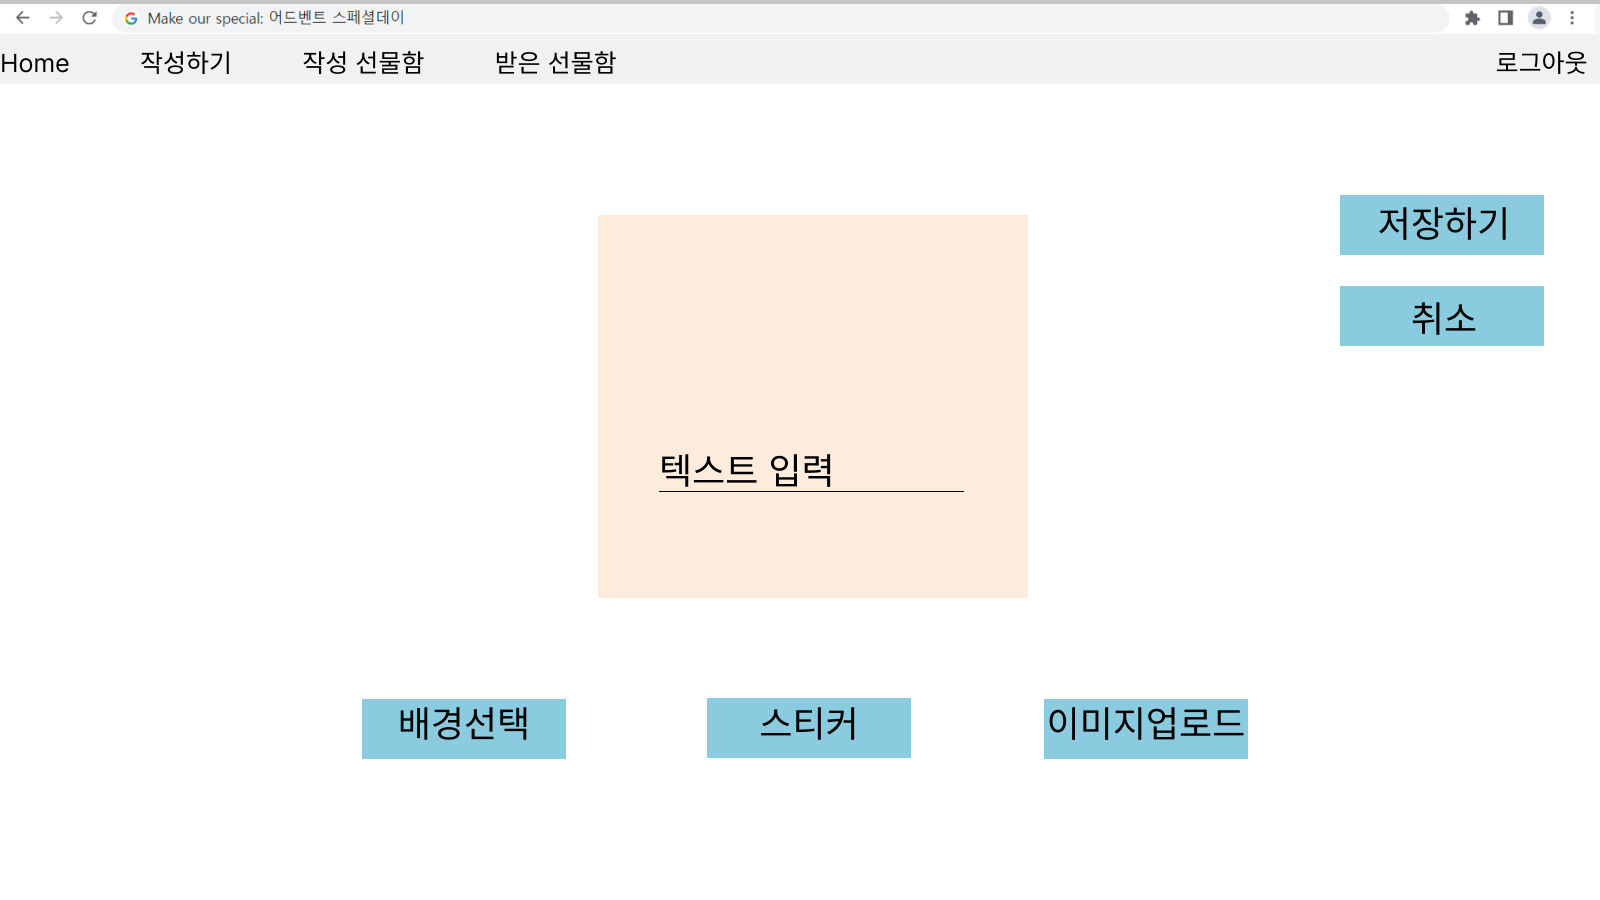 Make our special: 어드벤트 스페셜데이
Home 작성하기 작성 선물함 받은 선물함 로그아웃
저장하기
취소
텍스트 입력
배경선택 스티커 이미지업로드